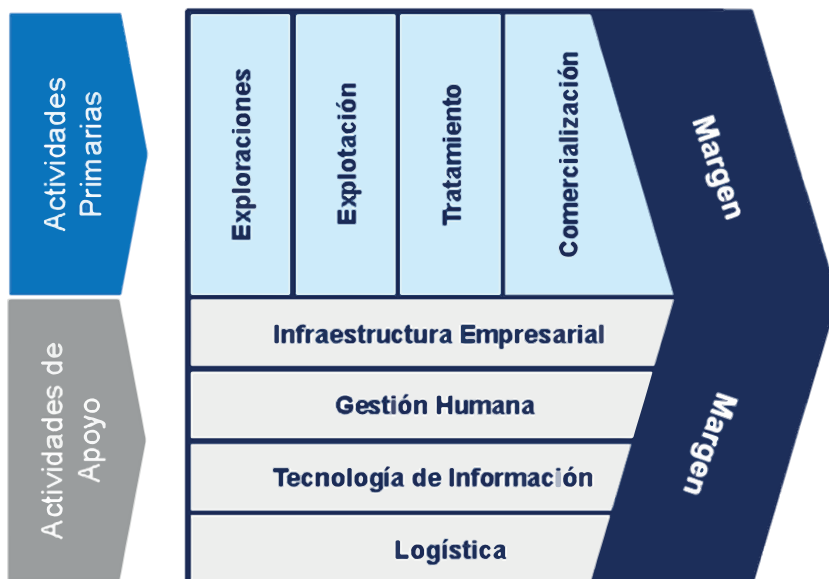 Actividades
Primarias
Exploraciones
Explotación
Tratamiento
Comercialización
Margen
Actividades de
Apoyo
Infraestructura Empresarial
Gestión Humana
Tecnología de Información
Logística
Margen